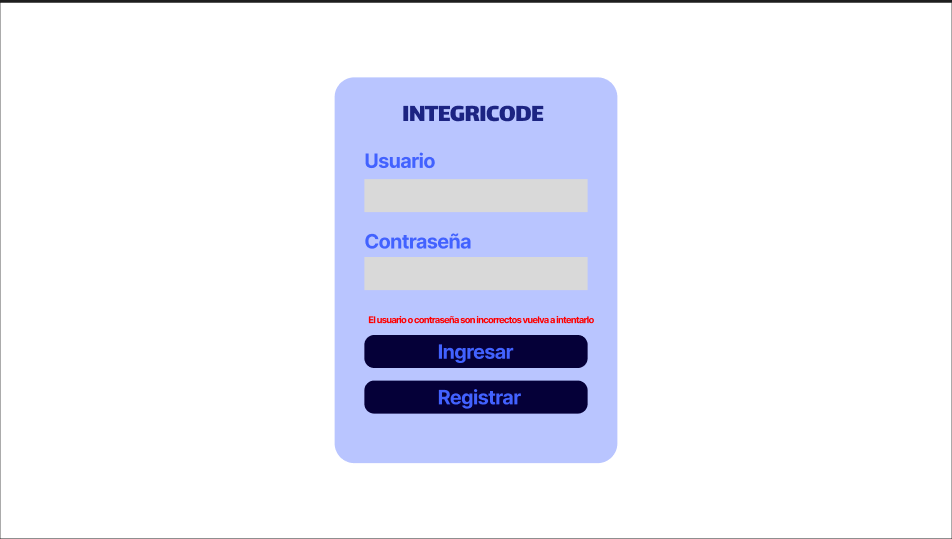 INTEGRICODE
Usuario
Contraseña
El usuario o contraseña son incorrectos vuelva a intentarlo
Ingresar
Registrar